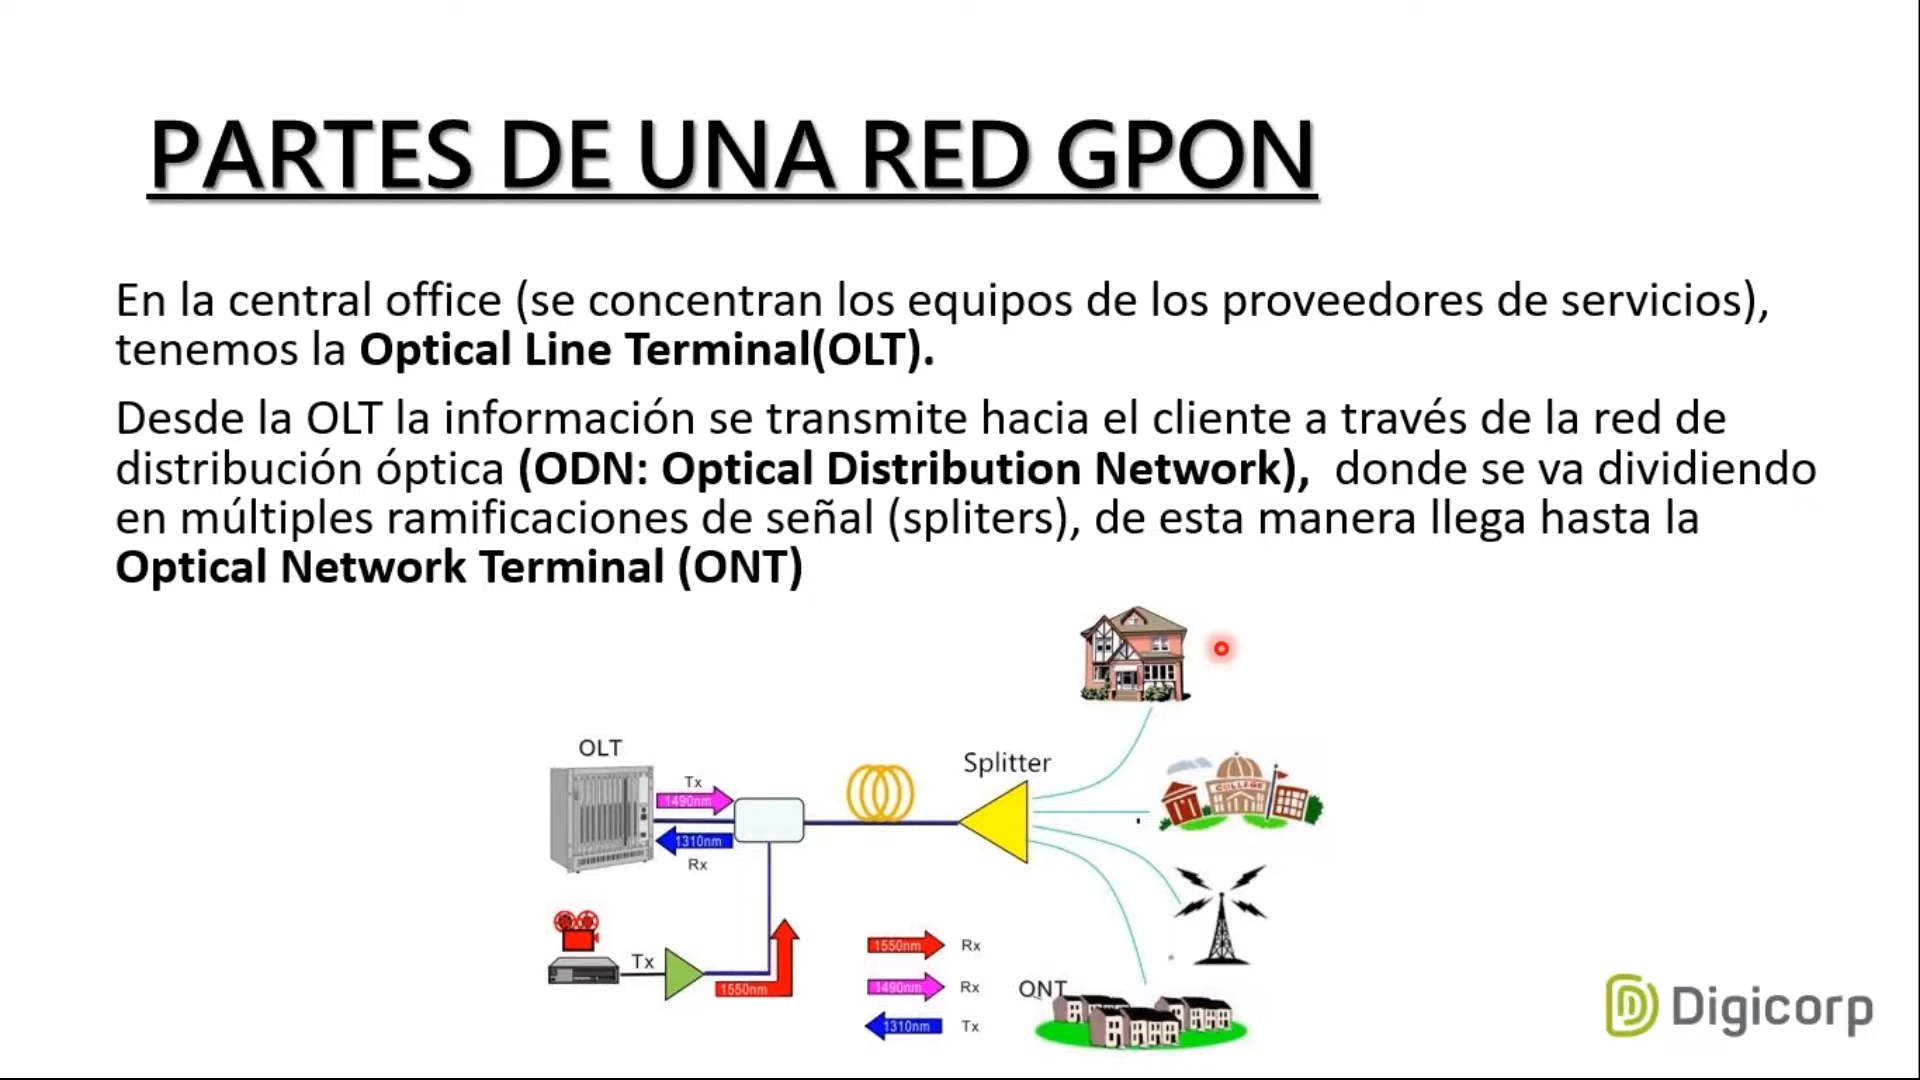 PARTES DE UNA RED GPON
En la central office (se concentran los equipos de los proveedores de servicios),
tenemos la Optical Line Terminal(OLT).
Desde la OLT la información se transmite hacia el cliente a través de la red de
distribución óptica (ODN: Optical Distribution Network), donde se va dividiendo
en múltiples ramificaciones de señal (spliters), de esta manera llega hasta la
Optical Network Terminal (ONT)
OLT
Tx
1490nm
1310nm
Rx
Splitter
COLLEGE
Tx
1550nm
1550nm Rx
1490nm Rx
1310nm Tx
ONT
Digicorp